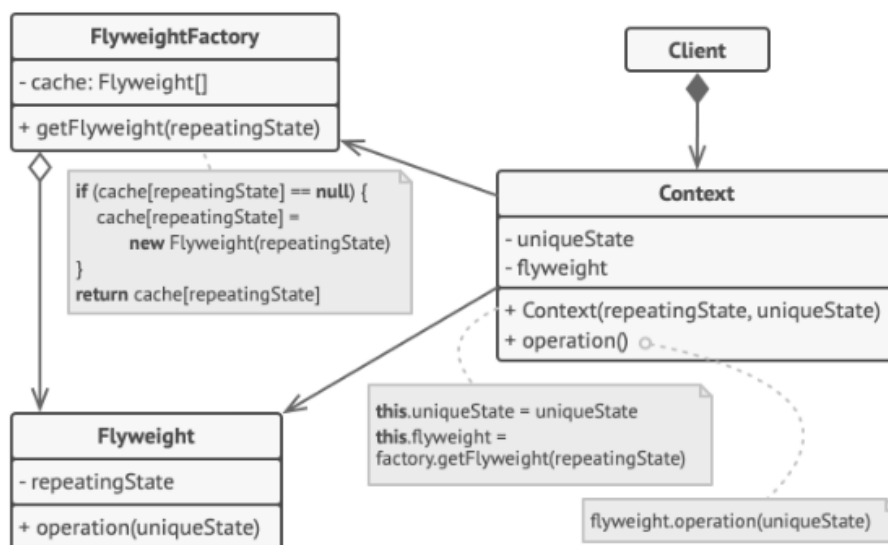 FlyweightFactory
- cache: Flyweight[]
+ getFlyweight(repeatingState)
if (cache[repeatingState] == null) {
cache[repeatingState] =
new Flyweight(repeatingState)
}
return cache[repeatingState]
Client
Context
- uniqueState
- flyweight
+ Context(repeatingState, uniqueState)
+ operation()
this.uniqueState = uniqueState
this.flyweight =
factory.getFlyweight(repeatingState)
flyweight.operation(uniqueState)
Flyweight
- repeatingState
+ operation(uniqueState)